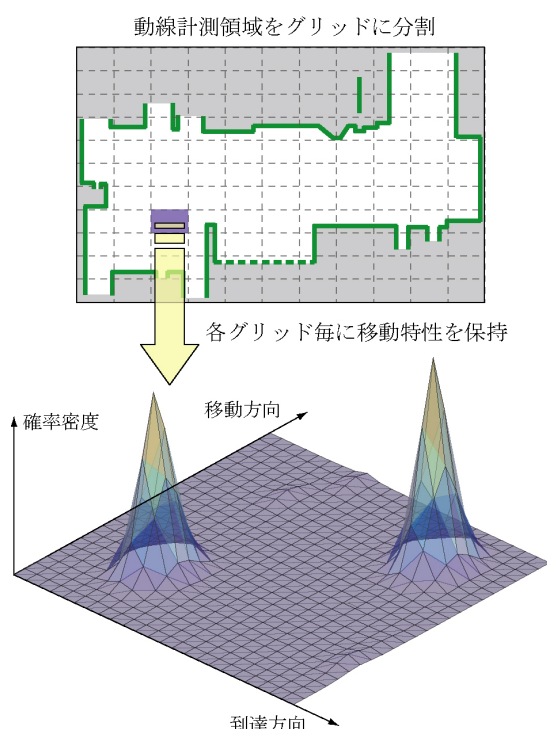 動線計測領域をグリッドに分割
各グリッド毎に移動特性を保持
移動方向
確率密度
到達方向